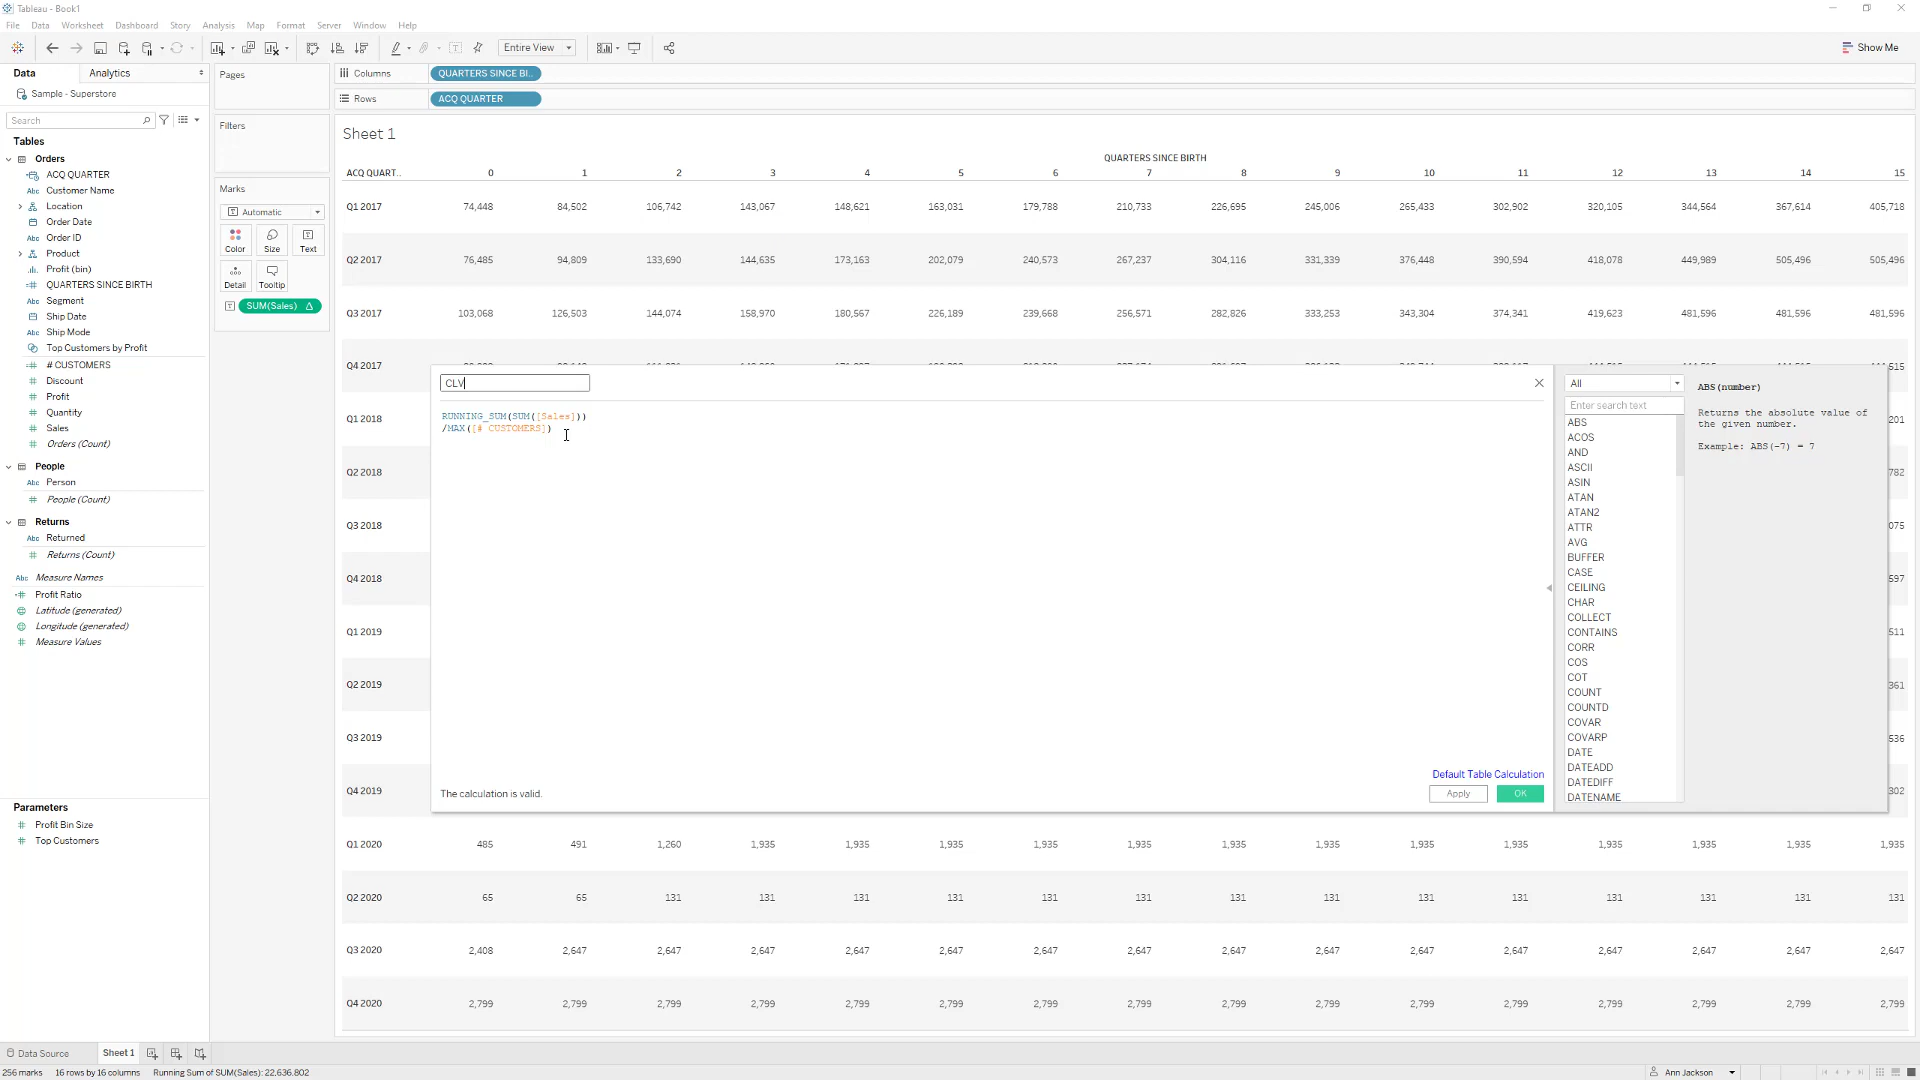 Tableau - Book1
File Data Worksheet Dashboard Story Analysis Map Format Server Window Help
Entire View
Show Me
Data Analytics
Sample - Superstore
Search
Tables
Orders
ACQ QUARTER
Customer Name
Location
Order Date
Order ID
Product
Profit (bin)
QUARTERS SINCE BIRTH
Segment
Ship Date
Ship Mode
Top Customers by Profit
# CUSTOMERS
Discount
Profit
Quantity
Sales
Orders (Count)
People
Person
People (Count)
Returns
Returned
Returns (Count)
Measure Names
Profit Ratio
Latitude (generated)
Longitude (generated)
Measure Values
Parameters
Profit Bin Size
Top Customers
Pages
Filters
Marks
Automatic
Color Size Text
Detail Tooltip
SUM(Sales)
Columns QUARTERS SINCE BI..
Rows ACQ QUARTER
Sheet 1
QUARTERS SINCE BIRTH
ACQ QUART.. 0 1 2 3 4 5 6 7 8 9 10 11 12 13 14 15
Q1 2017 74,448 84,502 106,742 143,067 148,621 163,031 179,788 210,733 226,695 245,006 265,433 302,902 320,105 344,564 367,614 405,718
Q2 2017 76,485 94,809 133,690 144,635 173,163 202,079 240,573 267,237 304,116 331,339 376,448 390,594 418,078 449,989 505,496 505,496
Q3 2017 103,068 126,503 144,074 158,970 180,567 226,189 239,668 256,571 282,826 333,253 343,304 374,341 419,623 481,596 481,596 481,596
Q4 2017 515
Q1 2018 201
Q2 2018 782
Q3 2018 075
Q4 2018 597
Q1 2019 511
Q2 2019 361
Q3 2019 536
Q4 2019 302
Q1 2020 485 491 1,260 1,935 1,935 1,935 1,935 1,935 1,935 1,935 1,935 1,935 1,935 1,935 1,935 1,935
Q2 2020 65 65 131 131 131 131 131 131 131 131 131 131 131 131 131 131
Q3 2020 2,408 2,647 2,647 2,647 2,647 2,647 2,647 2,647 2,647 2,647 2,647 2,647 2,647 2,647 2,647 2,647
Q4 2020 2,799 2,799 2,799 2,799 2,799 2,799 2,799 2,799 2,799 2,799 2,799 2,799 2,799 2,799 2,799 2,799
CLV
RUNNING_SUM(SUM([Sales]))
/MAX([# CUSTOMERS])
The calculation is valid.
Default Table Calculation
Apply OK
All
Enter search text
ABS
ACOS
AND
ASCII
ASIN
ATAN
ATAN2
ATTR
AVG
BUFFER
CASE
CEILING
CHAR
COLLECT
CONTAINS
CORR
COS
COT
COUNT
COUNTD
COVAR
COVARP
DATE
DATEADD
DATEDIFF
DATENAME
ABS(number)
Returns the absolute value of
the given number.
Example: ABS(-7) = 7
Data Source Sheet 1
256 marks 16 rows by 16 columns Running Sum of SUM(Sales): 22,636,802
Ann Jackson